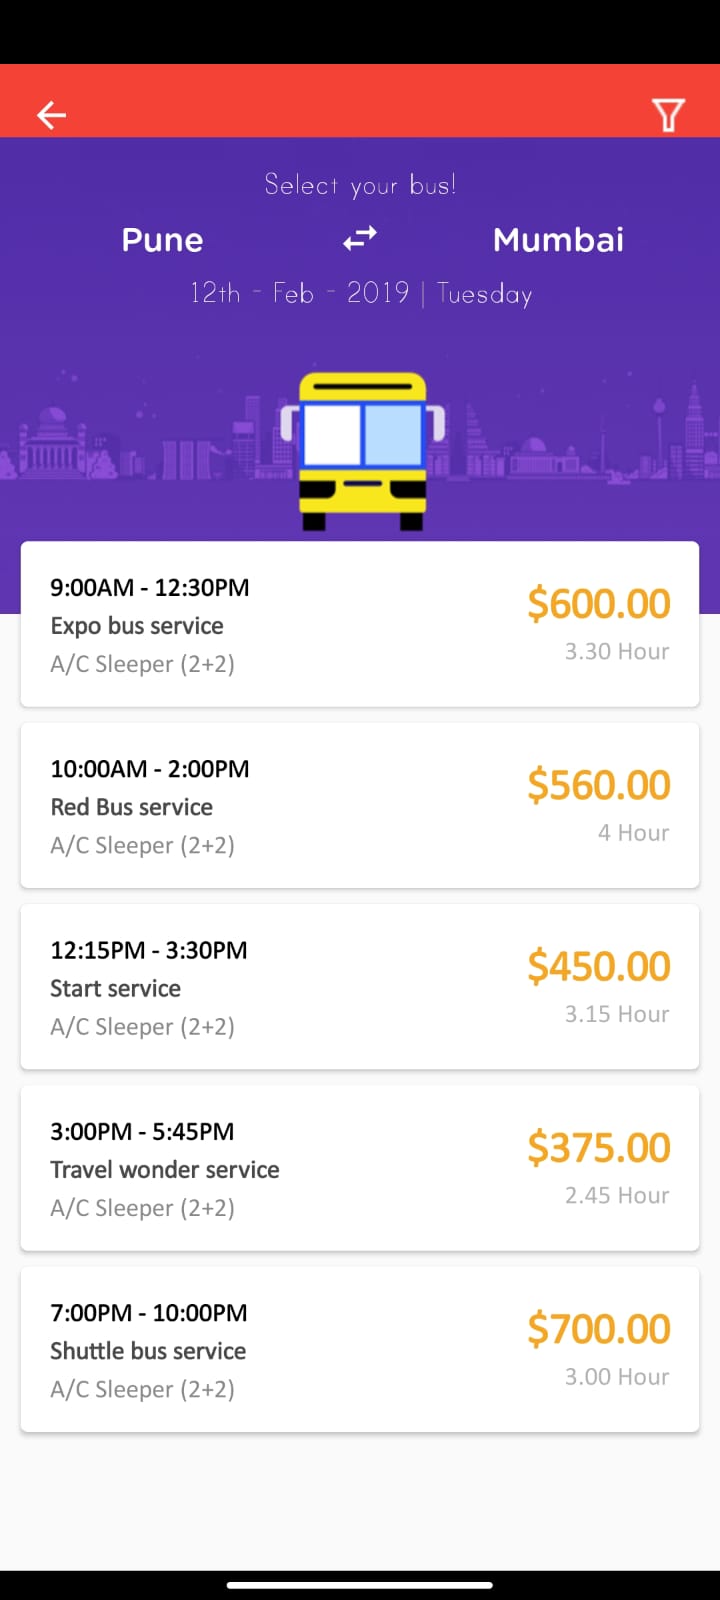 Select your bus!
Pune Mumbai
12th - Feb - 2019 | Tuesday
9:00AM - 12:30PM
Expo bus service
A/C Sleeper (2+2)
$600.00
3.30 Hour
10:00AM - 2:00PM
Red Bus service
A/C Sleeper (2+2)
$560.00
4 Hour
12:15PM - 3:30PM
Start service
A/C Sleeper (2+2)
$450.00
3.15 Hour
3:00PM - 5:45PM
Travel wonder service
A/C Sleeper (2+2)
$375.00
2.45 Hour
7:00PM - 10:00PM
Shuttle bus service
A/C Sleeper (2+2)
$700.00
3.00 Hour